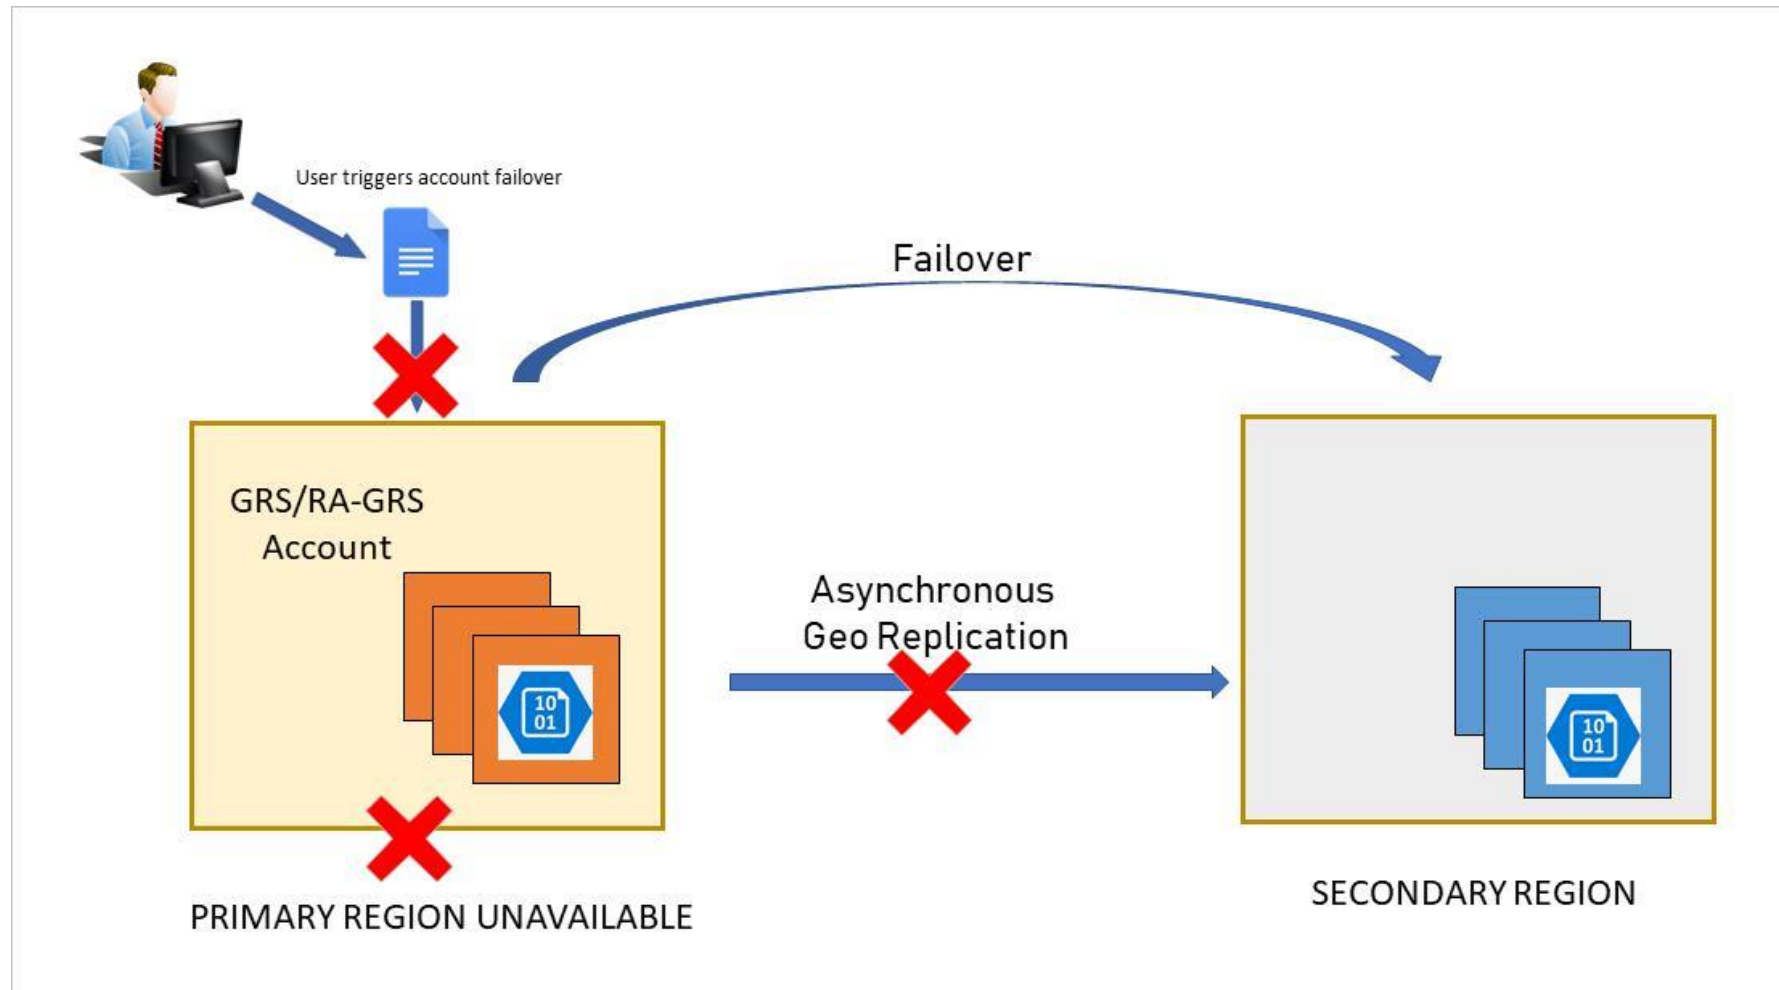 User triggers account failover
Failover
GRS/RA-GRS
Account
Asynchronous
Geo Replication
10
01
10
01
PRIMARY REGION UNAVAILABLE
SECONDARY REGION